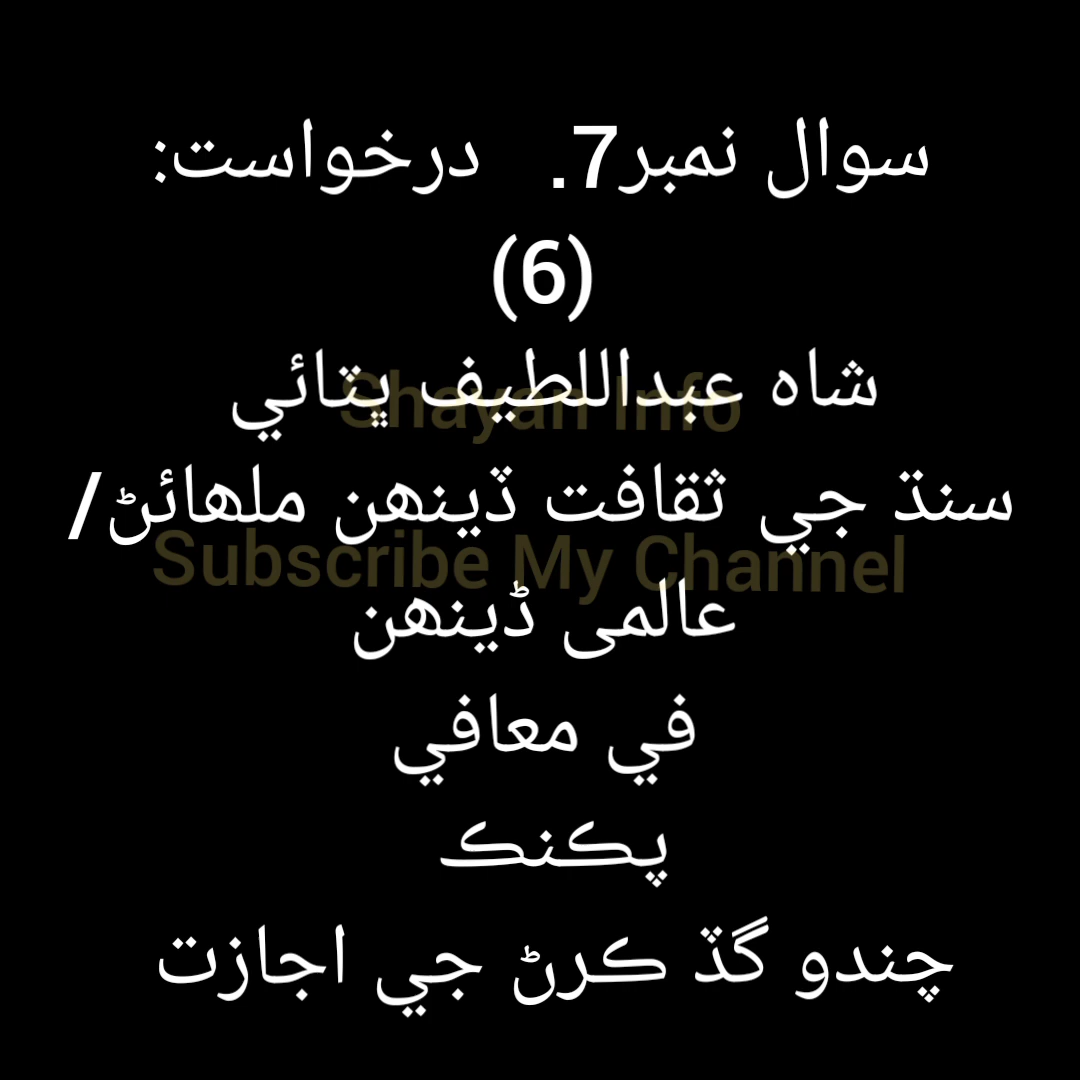 سوال نمبر7. درخواست:
(6)
شاه عبداللطيف ڀٽائي
سنڌ جي ثقافت ڏينهن ملهائڻ/
عالمی ڏينهن
في معافي
پڪنڪ
چندو گڏ ڪرڻ جي اجازت
Shayan Info
Subscribe My Channel